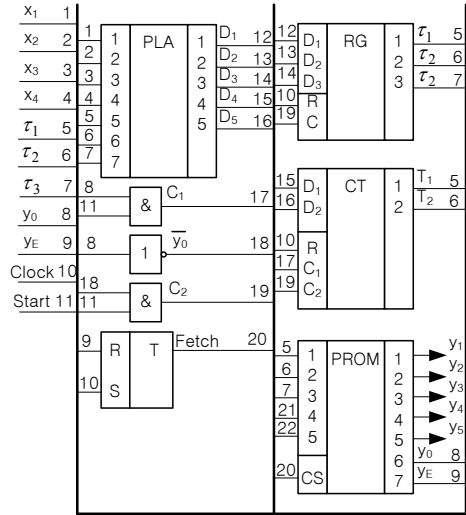 x₁ 1
x₂ 2
x₃ 3
x₄ 4
τ₁ 5
τ₂ 6
τ₃ 7
y₀ 8
y_E 9
Clock 10
Start 11
1 1 PLA 1 D₁ 12
2 2 2 D₂ 13
3 3 3 D₃ 14
4 4 4 D₄ 15
5 5 5 D₅ 16
6 6
7 7
8 & C₁ 17
11
8 1 y̅₀ 18
18 & C₂ 19
11
9 R T Fetch 20
10 S
12 D₁ RG 1 τ₁ 5
13 D₂ 2 τ₂ 6
14 D₃ 3 τ₂ 7
10 R
19 C
15 D₁ CT 1 T₁ 5
16 D₂ 2 T₂ 6
10 R
17 C₁
19 C₂
5 1 PROM 1 y₁
6 2 2 y₂
7 3 3 y₃
21 4 4 y₄
22 5 5 y₅
6 y₀ 8
20 CS 7 y_E 9